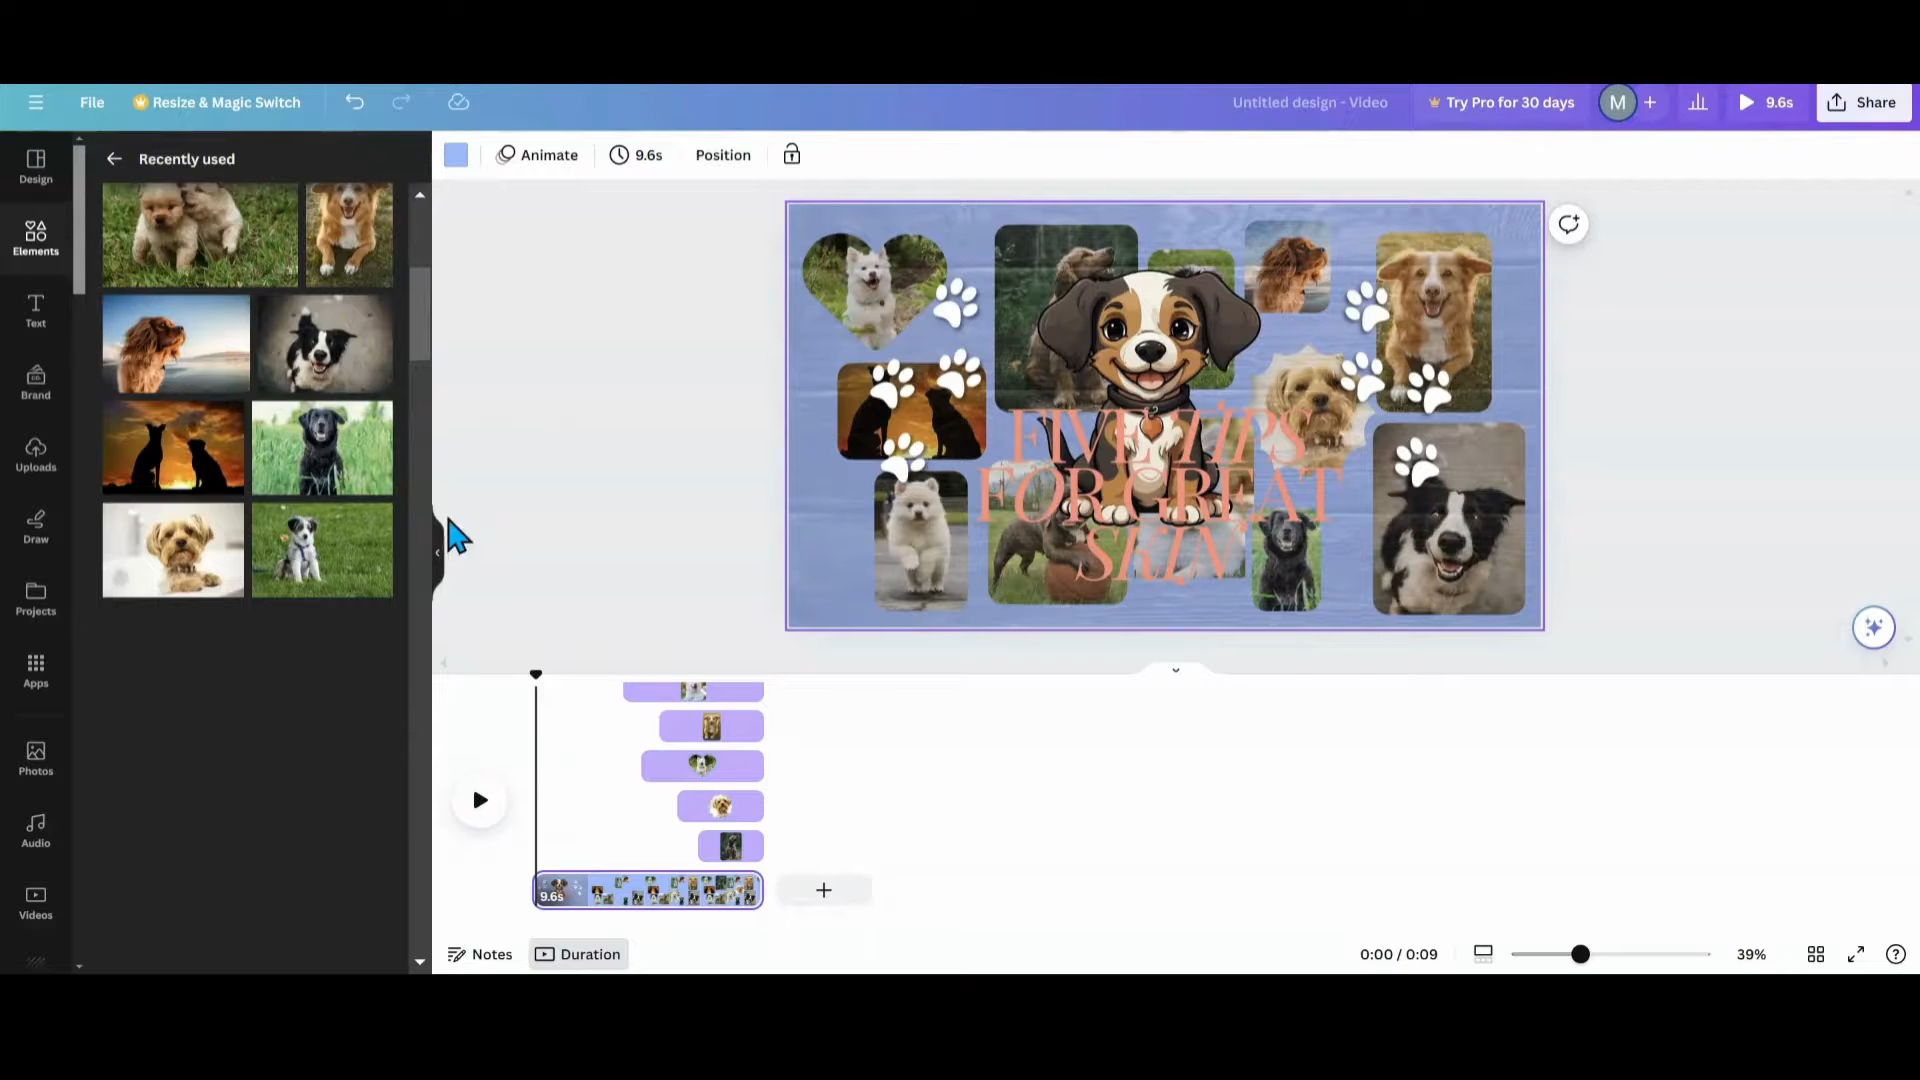 File
Resize & Magic Switch
Untitled design - Video
Try Pro for 30 days
M
9.6s
Share
Design
Elements
Text
Brand
Uploads
Draw
Projects
Apps
Photos
Audio
Videos
Recently used
Animate
9.6s
Position
FIVE TIPS
FOR GREAT
SKIN
9.6s
Notes
Duration
0:00 / 0:09
39%